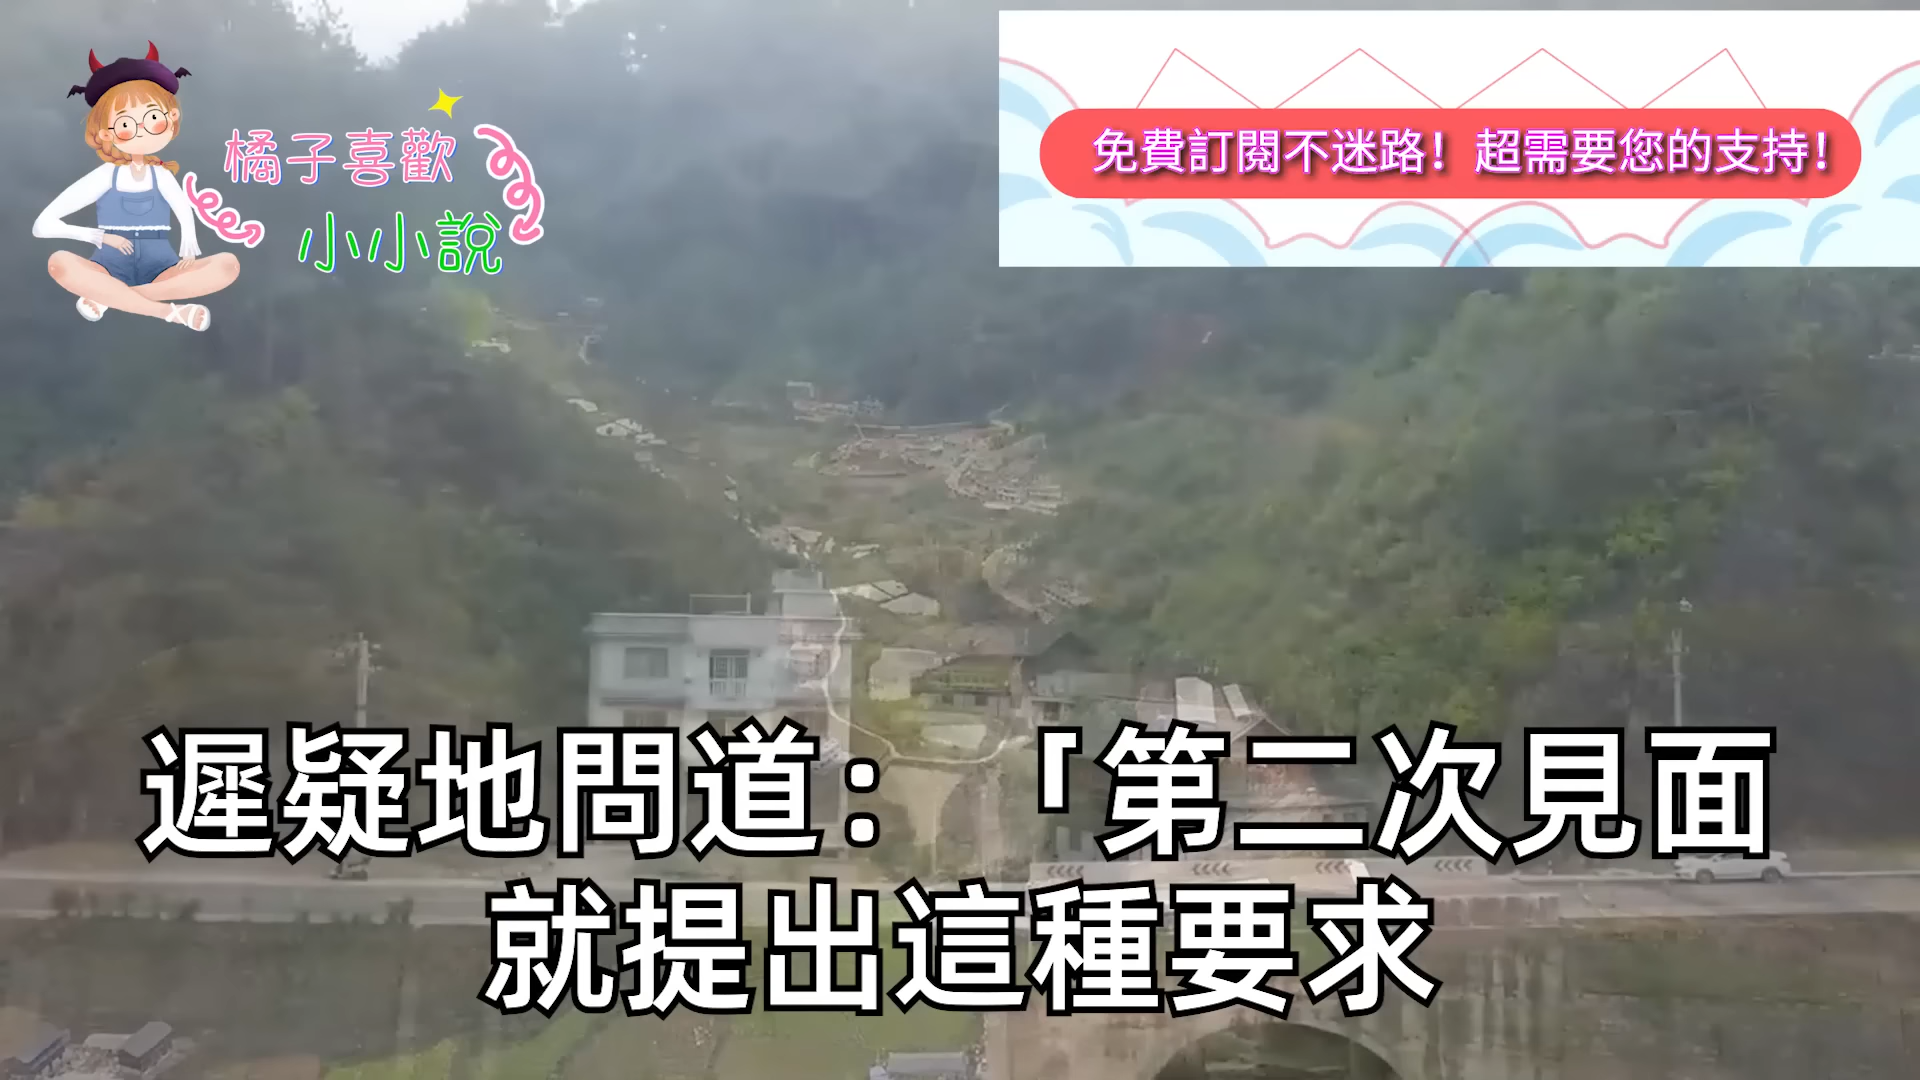 橘子喜歡
小小說
免費訂閱不迷路！超需要您的支持！
遲疑地問道：「第二次見面
就提出這種要求